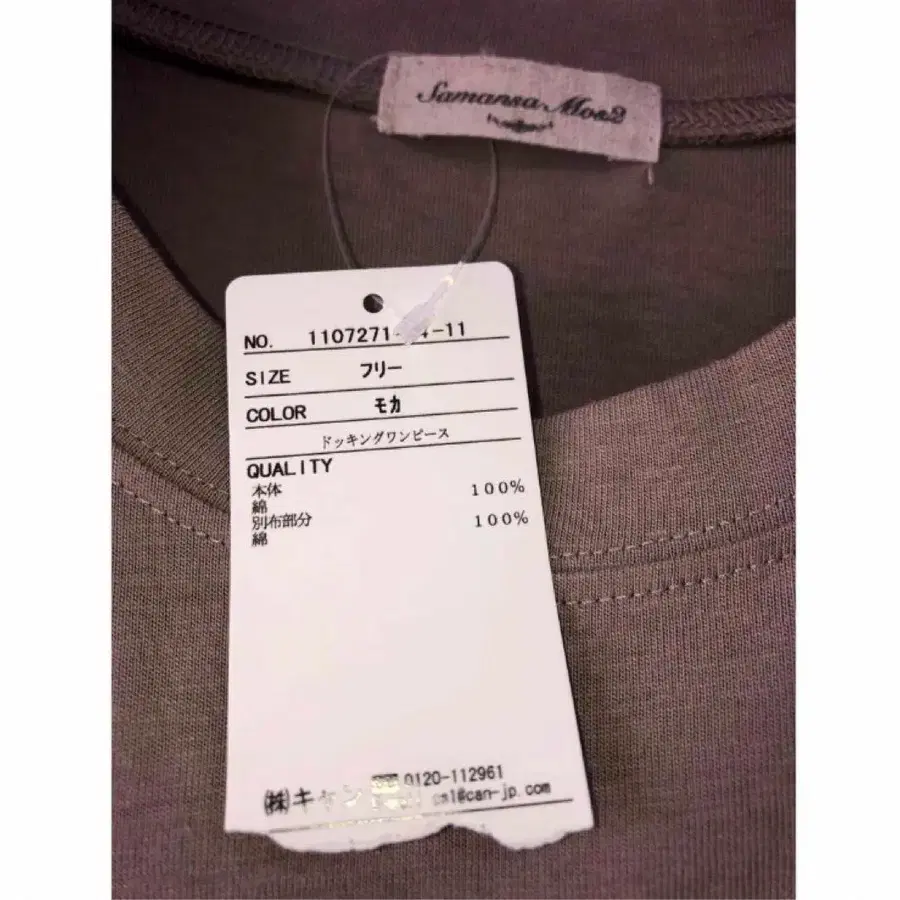 Samansa Mos2
NO. 1107271- -11
SIZE フリー
COLOR モカ
ドッキングワンピース
QUALITY
本体 100%
綿
別布部分 100%
綿
㈱キャン 0120-112961
@can-jp.com